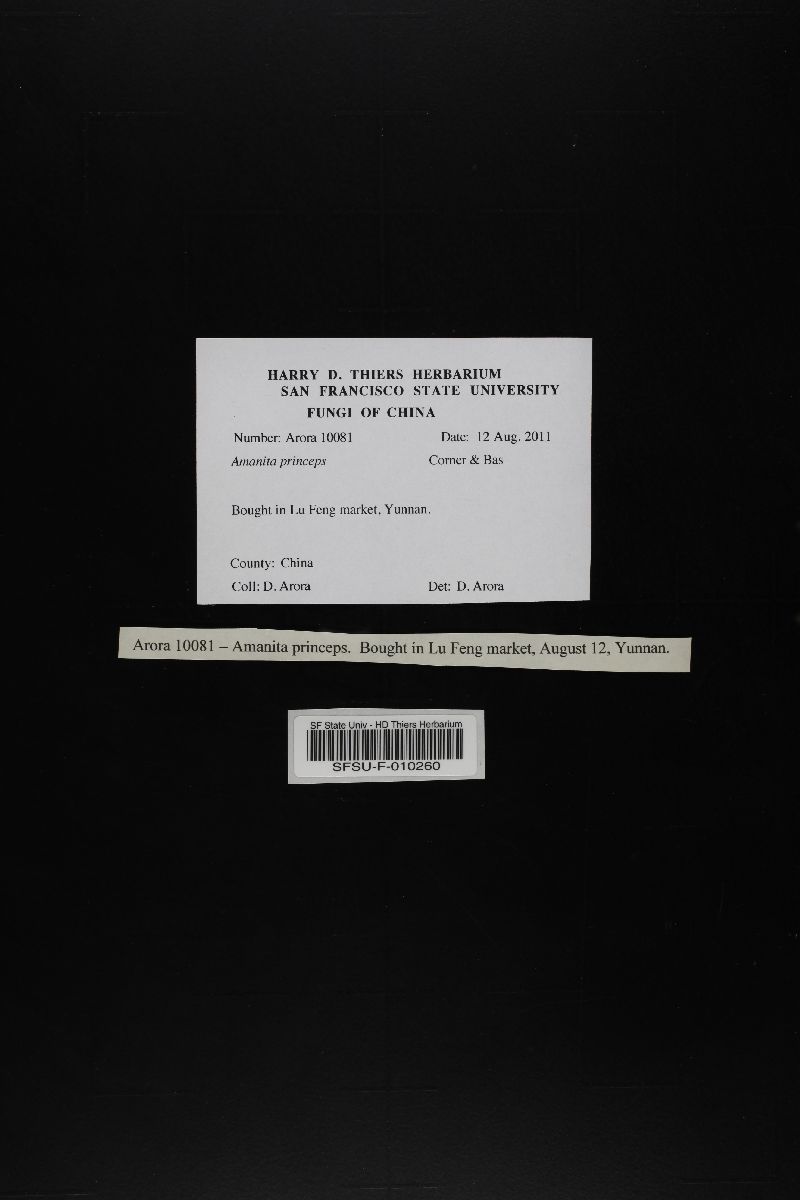 HARRY D. THIERS HERBARIUM
SAN FRANCISCO STATE UNIVERSITY
FUNGI OF CHINA
Number: Arora 10081 Date: 12 Aug. 2011
Amanita princeps Corner & Bas
Bought in Lu Feng market, Yunnan.
County: China
Coll: D. Arora Det: D. Arora
Arora 10081 – Amanita princeps. Bought in Lu Feng market, August 12, Yunnan.
SF State Univ - HD Thiers Herbarium
SFSU-F-010260